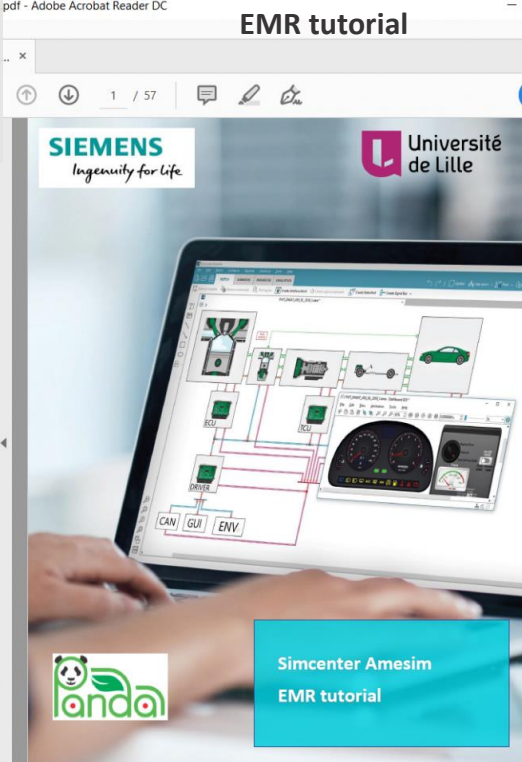 pdf - Adobe Acrobat Reader DC
EMR tutorial
.. ×
1 / 57
SIEMENS
Ingenuity for life
Université
de Lille
ECU
TCU
DRIVER
CAN GUI ENV
Panda
Simcenter Amesim
EMR tutorial